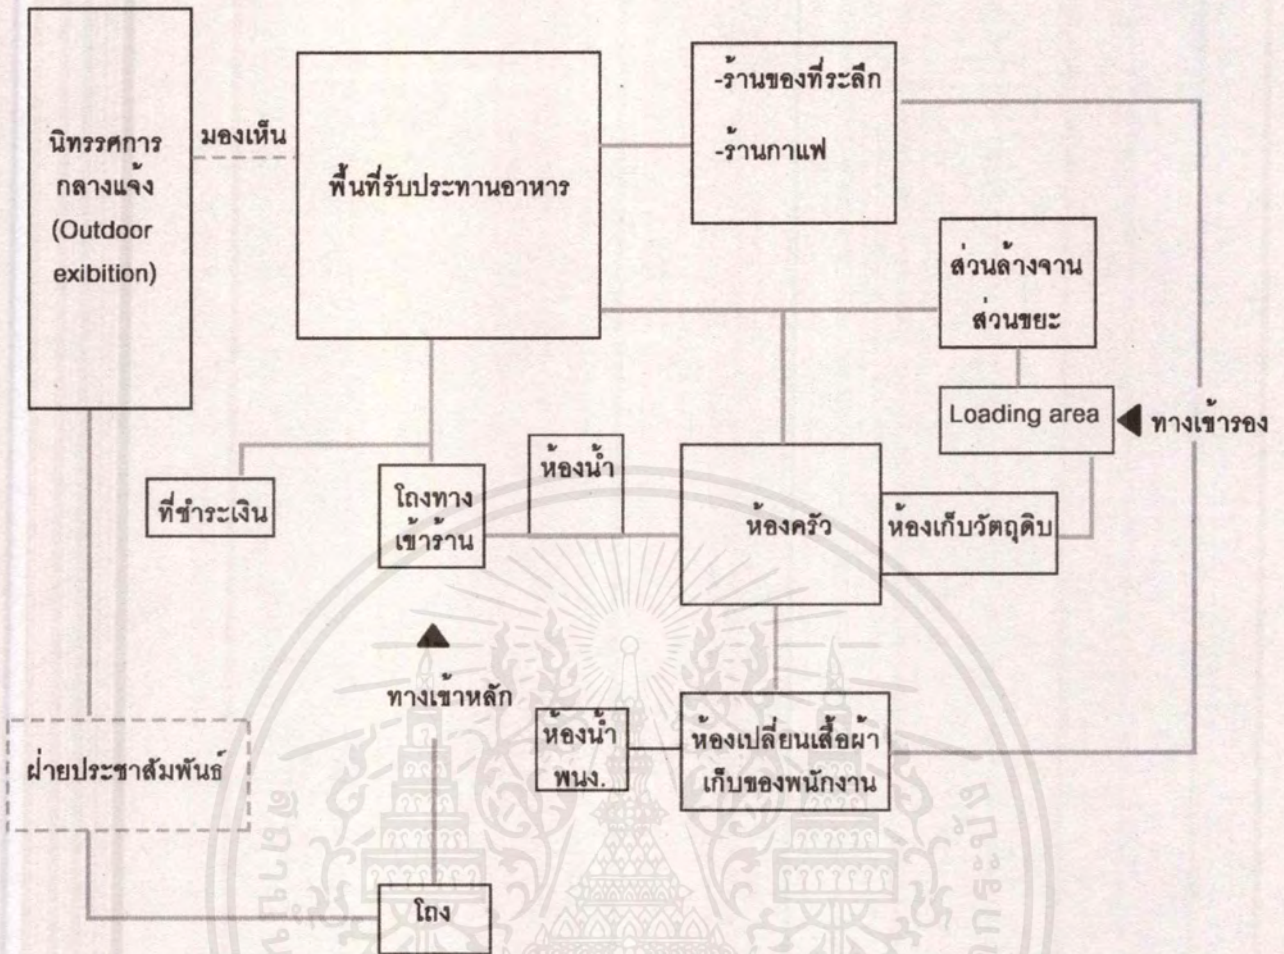 -ร้านของที่ระลึก
-ร้านกาแฟ
นิทรรศการ
กลางแจ้ง
(Outdoor
exibition)
มองเห็น
พื้นที่รับประทานอาหาร
ส่วนล้างจาน
ส่วนขยะ
Loading area
ทางเข้ารอง
ที่ชำระเงิน
โถงทาง
เข้าร้าน
ห้องน้ำ
ห้องครัว
ห้องเก็บวัตถุดิบ
ทางเข้าหลัก
ห้องน้ำ
พนง.
ห้องเปลี่ยนเสื้อผ้า
เก็บของพนักงาน
ฝ่ายประชาสัมพันธ์
โถง